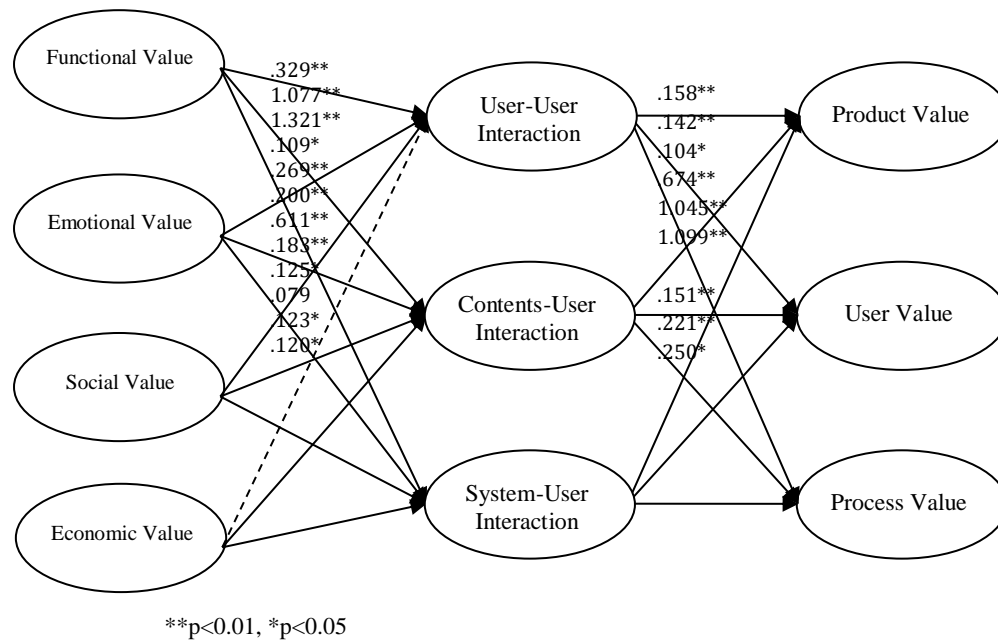 Functional Value
Emotional Value
Social Value
Economic Value
.329**
1.077**
1.321**
.109*
.269**
.200**
.611**
.183**
.125*
.079
.123*
.120*
User-User
Interaction
Contents-User
Interaction
System-User
Interaction
.158**
.142**
.104*
.674**
1.045**
1.099**
.151**
.221**
.250*
Product Value
User Value
Process Value
**p<0.01, *p<0.05